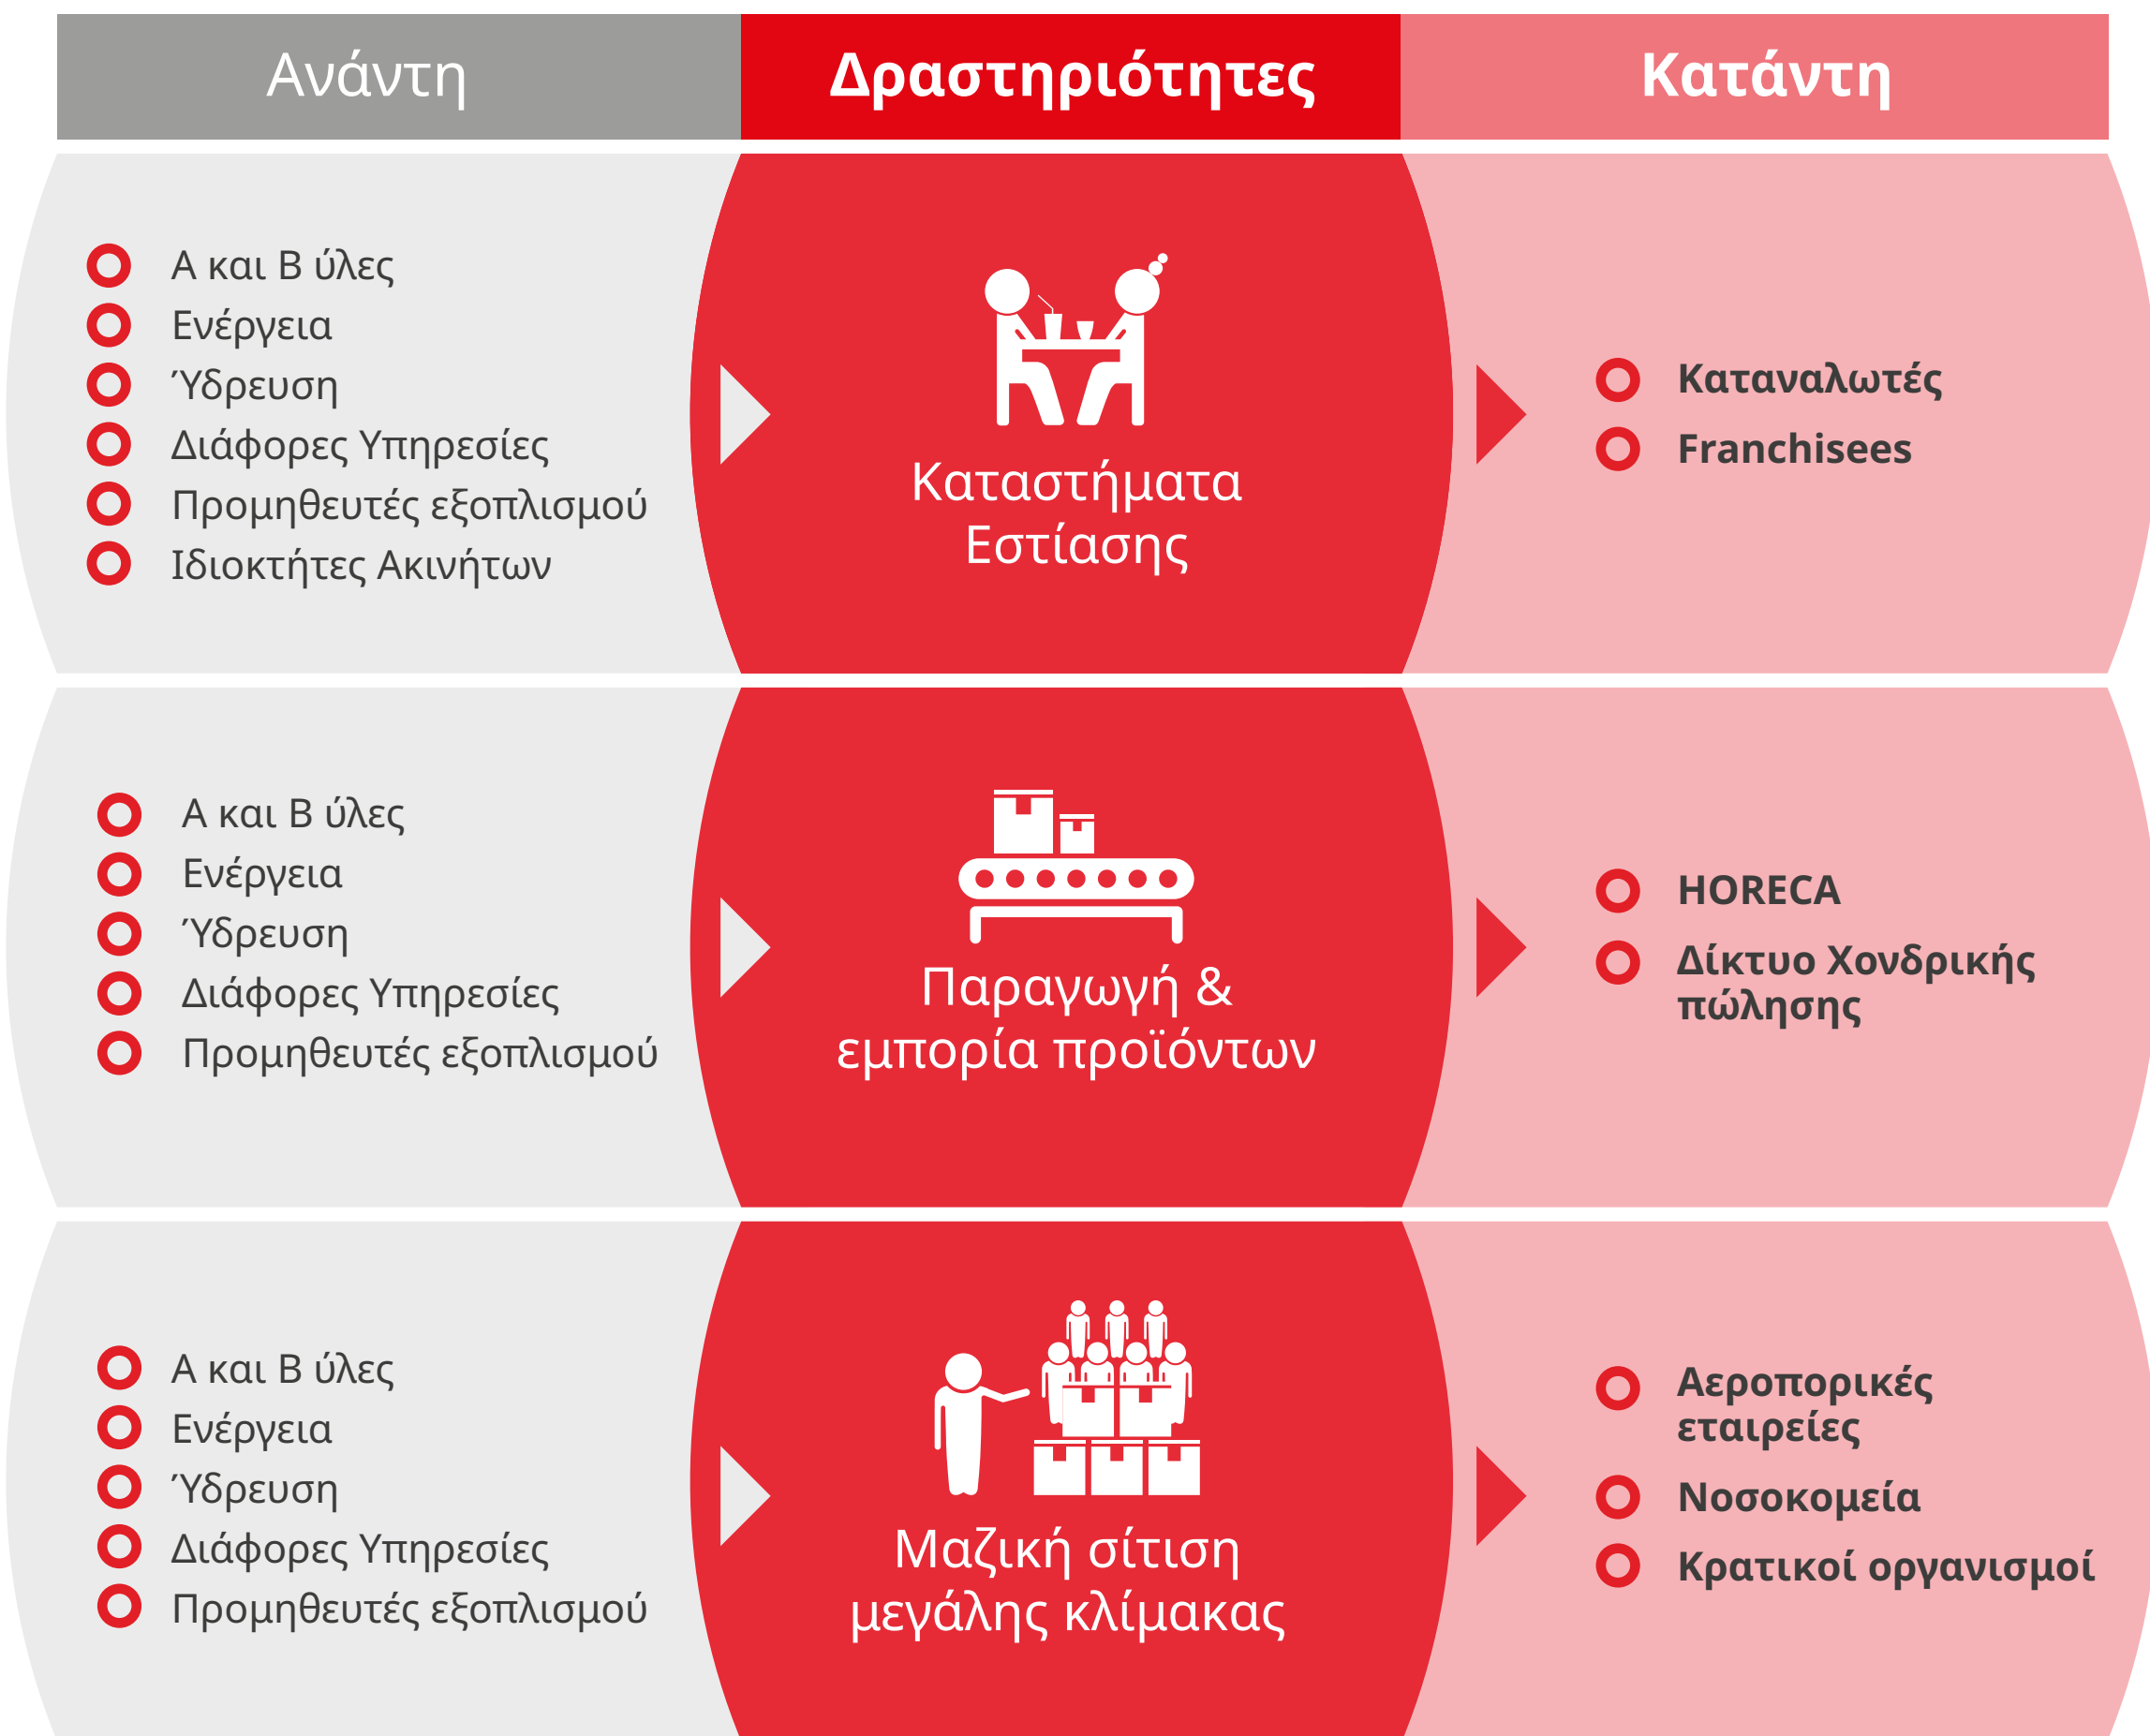 Ανάντη
Δραστηριότητες
Κατάντη
Α και Β ύλες
Ενέργεια
Ύδρευση
Διάφορες Υπηρεσίες
Προμηθευτές εξοπλισμού
Ιδιοκτήτες Ακινήτων
Καταστήματα
Εστίασης
Καταναλωτές
Franchisees
Α και Β ύλες
Ενέργεια
Ύδρευση
Διάφορες Υπηρεσίες
Προμηθευτές εξοπλισμού
Παραγωγή &
εμπορία προϊόντων
HORECA
Δίκτυο Χονδρικής
πώλησης
Α και Β ύλες
Ενέργεια
Ύδρευση
Διάφορες Υπηρεσίες
Προμηθευτές εξοπλισμού
Μαζική σίτιση
μεγάλης κλίμακας
Αεροπορικές
εταιρείες
Νοσοκομεία
Κρατικοί οργανισμοί